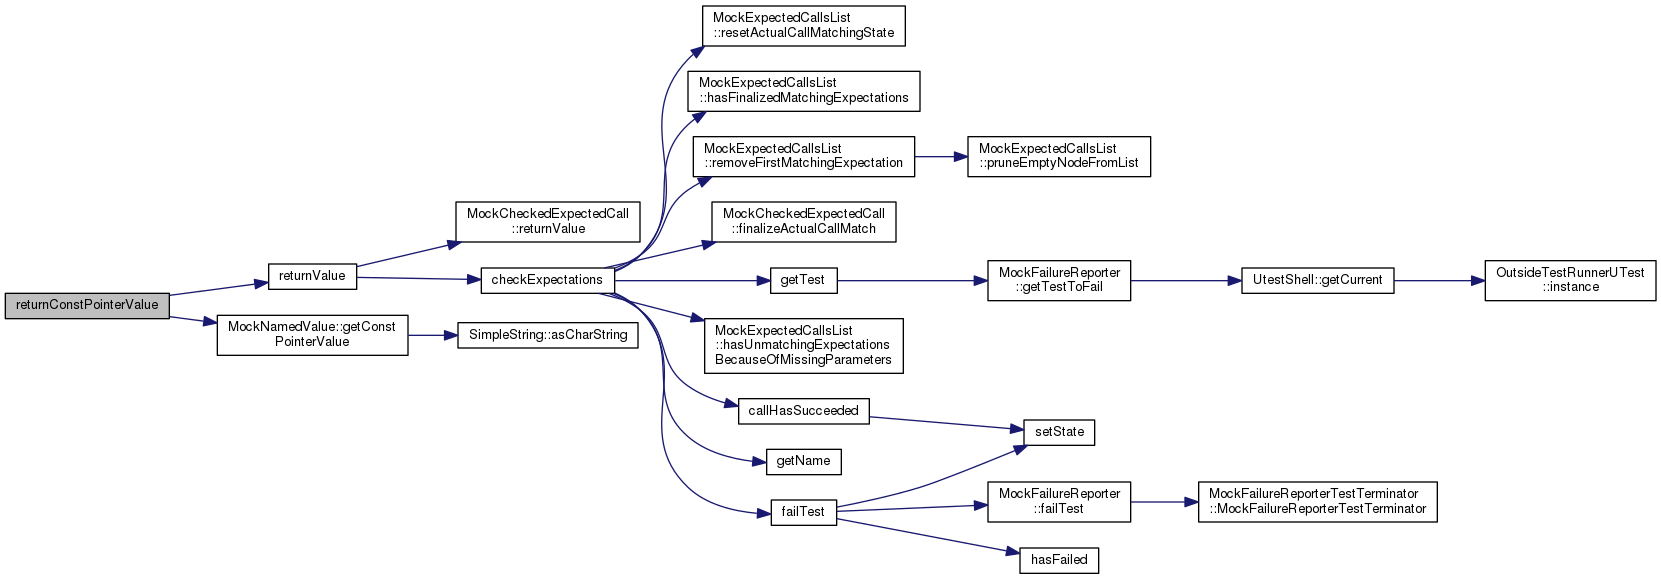 MockExpectedCallsList
::resetActualCallMatchingState
MockExpectedCallsList
::hasFinalizedMatchingExpectations
MockExpectedCallsList
::removeFirstMatchingExpectation
MockExpectedCallsList
::pruneEmptyNodeFromList
MockCheckedExpectedCall
::returnValue
MockCheckedExpectedCall
::finalizeActualCallMatch
returnValue
checkExpectations
getTest
MockFailureReporter
::getTestToFail
UtestShell::getCurrent
OutsideTestRunnerUTest
::instance
returnConstPointerValue
MockNamedValue::getConst
PointerValue
SimpleString::asCharString
MockExpectedCallsList
::hasUnmatchingExpectations
BecauseOfMissingParameters
callHasSucceeded
setState
getName
failTest
MockFailureReporter
::failTest
MockFailureReporterTestTerminator
::MockFailureReporterTestTerminator
hasFailed